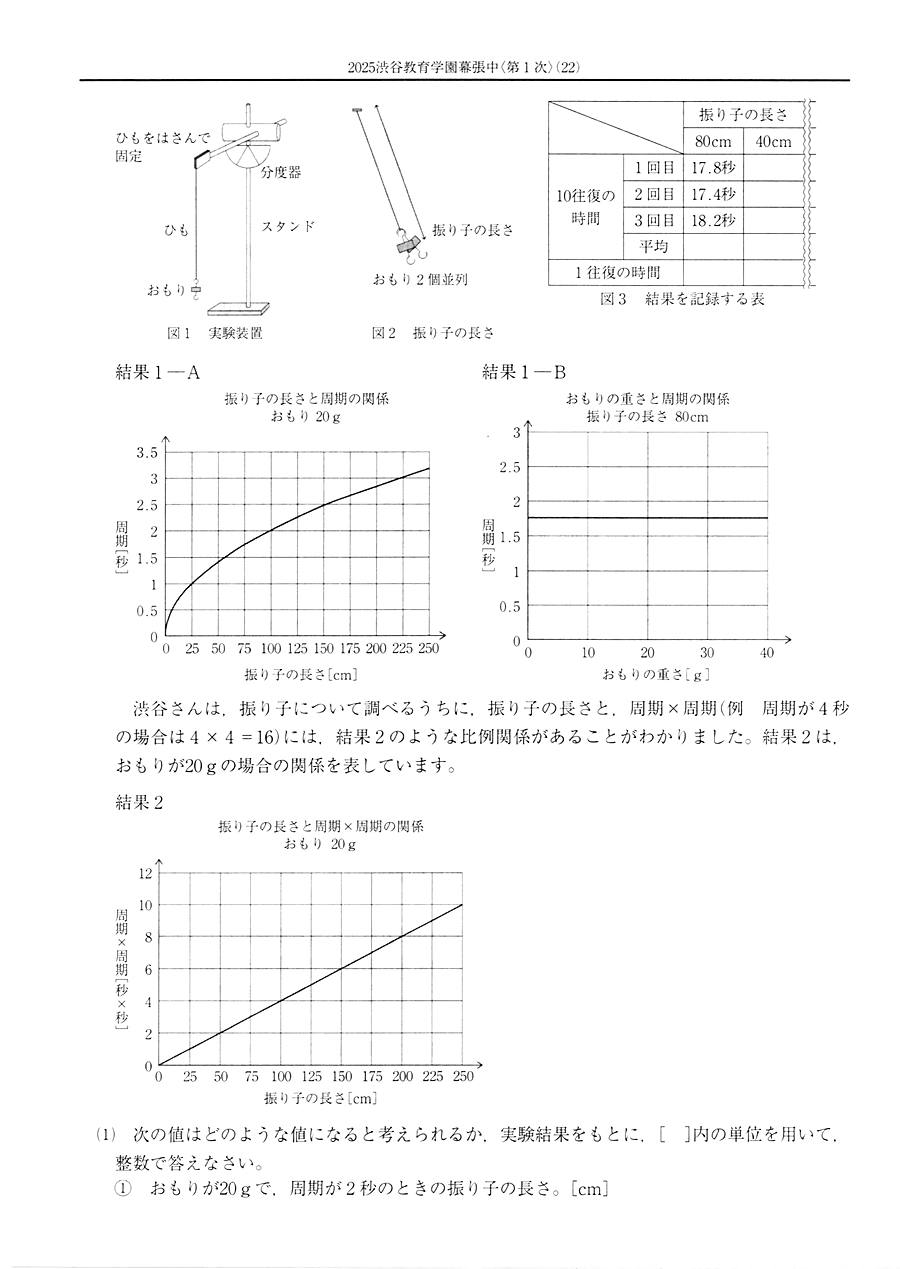 2025渋谷教育学園幕張中〈第1次〉(22)
ひもをはさんで
固定
分度器
ひも
スタンド
おもり
図1 実験装置
振り子の長さ
おもり2個並列
図2 振り子の長さ
振り子の長さ
80cm 40cm
10往復の
時間
1回目 17.8秒
2回目 17.4秒
3回目 18.2秒
平均
1往復の時間
図3 結果を記録する表
結果1―A
振り子の長さと周期の関係
おもり 20g
3.5
3
2.5
2
1.5
1
0.5
0
周期[秒]
0 25 50 75 100 125 150 175 200 225 250
振り子の長さ[cm]
結果1―B
おもりの重さと周期の関係
振り子の長さ 80cm
3
2.5
2
1.5
1
0.5
0
周期[秒]
0 10 20 30 40
おもりの重さ[g]
渋谷さんは，振り子について調べるうちに，振り子の長さと，周期×周期(例 周期が4秒
の場合は4×4=16)には，結果2のような比例関係があることがわかりました。結果2は，
おもりが20gの場合の関係を表しています。
結果2
振り子の長さと周期×周期の関係
おもり 20g
12
10
8
6
4
2
0
周期×周期[秒×秒]
0 25 50 75 100 125 150 175 200 225 250
振り子の長さ[cm]
(1) 次の値はどのような値になると考えられるか，実験結果をもとに，[ ]内の単位を用いて，
整数で答えなさい。
① おもりが20gで，周期が2秒のときの振り子の長さ。[cm]